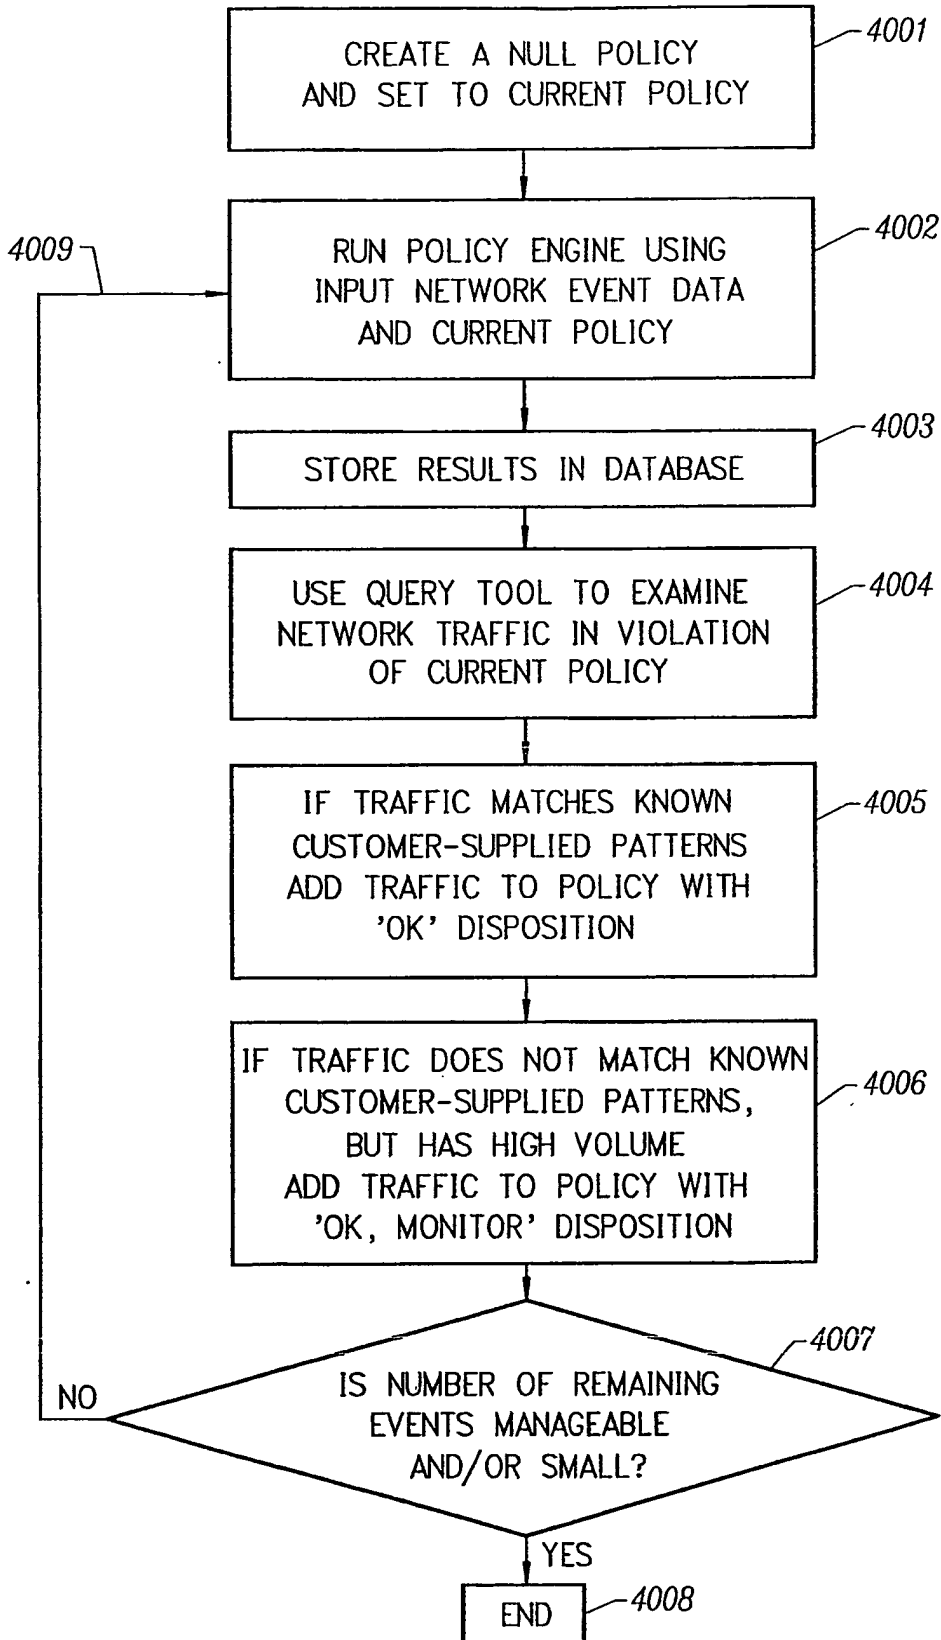 CREATE A NULL POLICY
AND SET TO CURRENT POLICY
4001
RUN POLICY ENGINE USING
INPUT NETWORK EVENT DATA
AND CURRENT POLICY
4002
4009
STORE RESULTS IN DATABASE
4003
USE QUERY TOOL TO EXAMINE
NETWORK TRAFFIC IN VIOLATION
OF CURRENT POLICY
4004
IF TRAFFIC MATCHES KNOWN
CUSTOMER-SUPPLIED PATTERNS
ADD TRAFFIC TO POLICY WITH
'OK' DISPOSITION
4005
IF TRAFFIC DOES NOT MATCH KNOWN
CUSTOMER-SUPPLIED PATTERNS,
BUT HAS HIGH VOLUME
ADD TRAFFIC TO POLICY WITH
'OK, MONITOR' DISPOSITION
4006
IS NUMBER OF REMAINING
EVENTS MANAGEABLE
AND/OR SMALL?
4007
NO
YES
END
4008